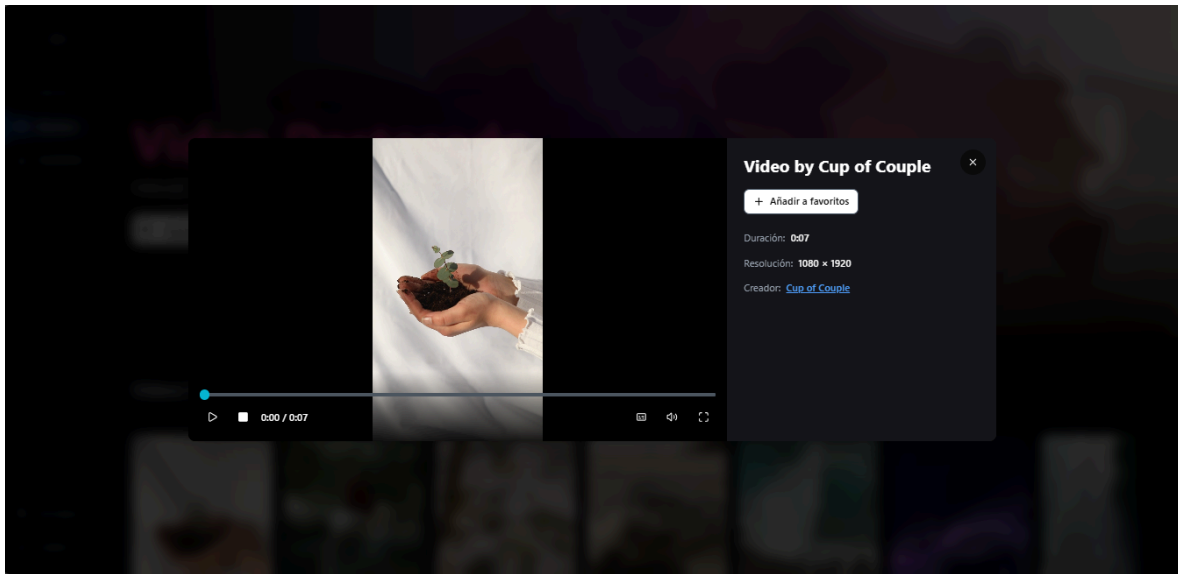 Video by Cup of Couple
+ Añadir a favoritos
Duración: 0:07
Resolución: 1080 × 1920
Creador: Cup of Couple
0:00 / 0:07